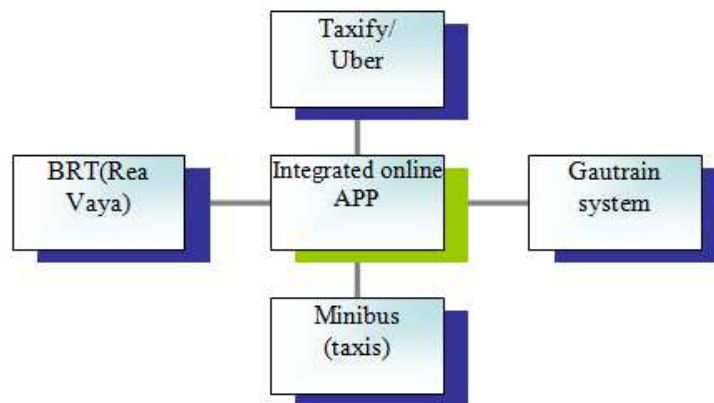 Taxify/
Uber
BRT(Rea
Vaya)
Integrated online
APP
Gautrain
system
Minibus
(taxis)